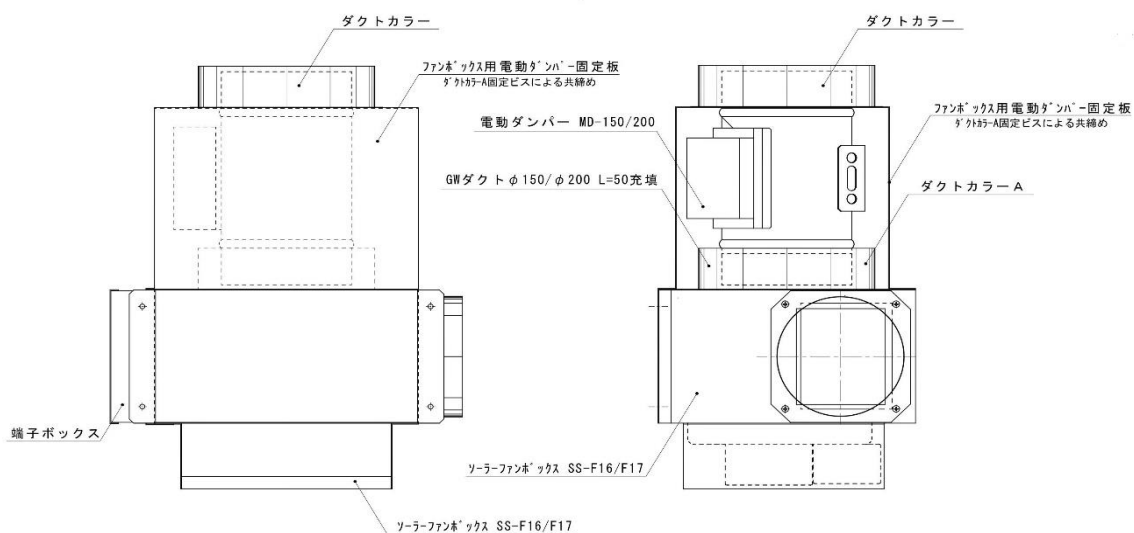 ダクトカラー
ファンボックス用電動ダンパー固定板
ダクトカラーA固定ビスによる共締め
端子ボックス
ソーラーファンボックス SS-F16/F17
ダクトカラー
ファンボックス用電動ダンパー固定板
ダクトカラーA固定ビスによる共締め
電動ダンパー MD-150/200
GWダクトφ150/φ200 L=50充填
ダクトカラーA
ソーラーファンボックス SS-F16/F17